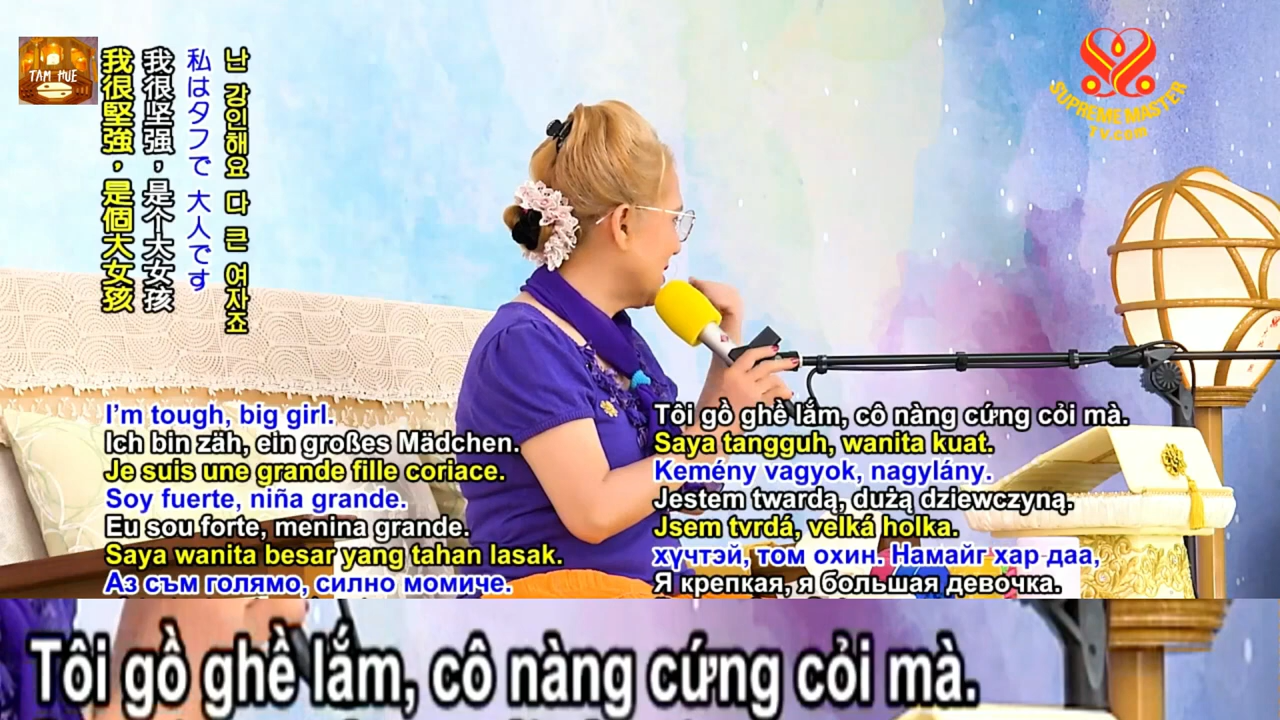 TAM HUE
我很堅強，是個大女孩
我很坚强，是个大女孩
私はタフで 大人です
난 강인해요 다 큰 여자죠
SUPREME MASTER
TV.com
I'm tough, big girl.
Ich bin zäh, ein großes Mädchen.
Je suis une grande fille coriace.
Soy fuerte, niña grande.
Eu sou forte, menina grande.
Saya wanita besar yang tahan lasak.
Аз съм голямо, силно момиче.
Tôi gồ ghề lắm, cô nàng cứng cỏi mà.
Saya tangguh, wanita kuat.
Kemény vagyok, nagylány.
Jestem twardą, dużą dziewczyną.
Jsem tvrdá, velká holka.
хүчтэй, том охин. Намайг хар даа,
Я крепкая, я большая девочка.
Tôi gồ ghề lắm, cô nàng cứng cỏi mà.